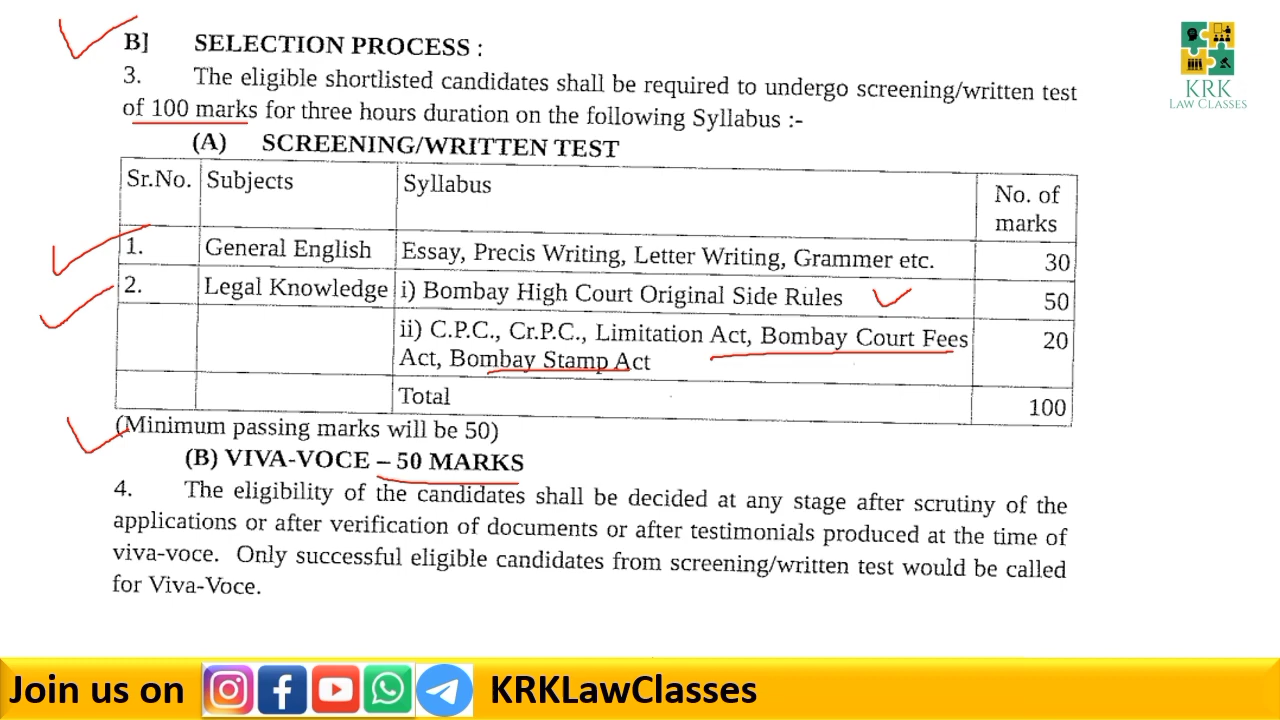 B] SELECTION PROCESS :
3. The eligible shortlisted candidates shall be required to undergo screening/written test
of 100 marks for three hours duration on the following Syllabus :-
(A) SCREENING/WRITTEN TEST
Sr.No. Subjects Syllabus No. of
marks
1. General English Essay, Precis Writing, Letter Writing, Grammer etc. 30
2. Legal Knowledge i) Bombay High Court Original Side Rules 50
ii) C.P.C., Cr.P.C., Limitation Act, Bombay Court Fees 20
Act, Bombay Stamp Act
Total 100
(Minimum passing marks will be 50)
(B) VIVA-VOCE – 50 MARKS
4. The eligibility of the candidates shall be decided at any stage after scrutiny of the
applications or after verification of documents or after testimonials produced at the time of
viva-voce. Only successful eligible candidates from screening/written test would be called
for Viva-Voce.
KRK
LAW CLASSES
Join us on KRKLawClasses